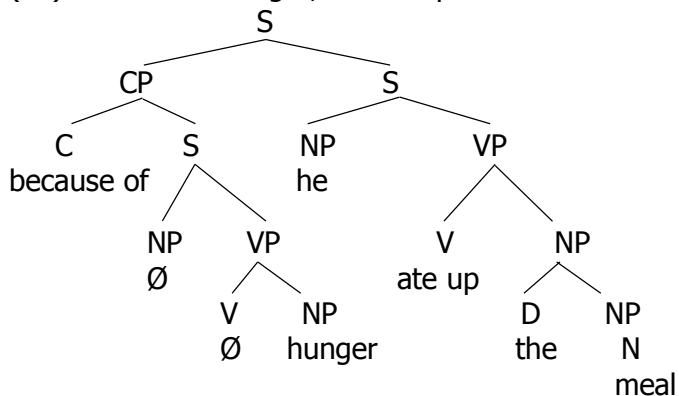 S
CP S
C S NP VP
because of he
NP VP V NP
Ø ate up
V NP D NP
Ø hunger the N
meal